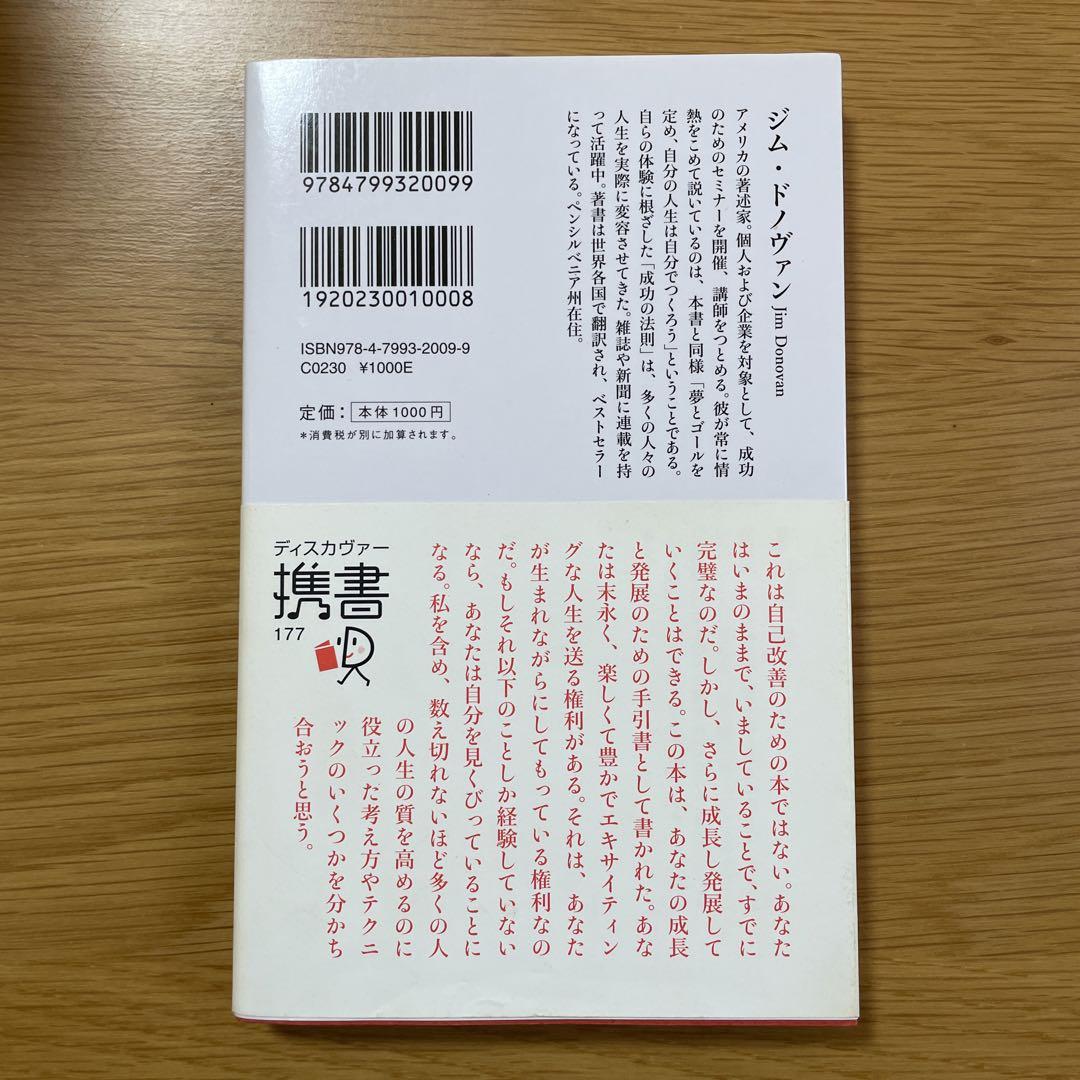 ジム・ドノヴァン Jim Donovan
アメリカの著述家。個人および企業を対象として、成功
のためのセミナーを開催、講師をつとめる。彼が常に情
熱をこめて説いているのは、本書と同様「夢とゴールを
定め、自分の人生は自分でつくろう」ということである。
自らの体験に根ざした「成功の法則」は、多くの人々の
人生を実際に変容させてきた。雑誌や新聞に連載を持
って活躍中。著書は世界各国で翻訳され、ベストセラー
になっている。ペンシルベニア州在住。
9784799320099
1920230010008
ISBN978-4-7993-2009-9
C0230 ¥1000E
定価：本体1000円
＊消費税が別に加算されます。
これは自己改善のための本ではない。あなた
はいまのままで、いましていることで、すでに
完璧なのだ。しかし、さらに成長し発展して
いくことはできる。この本は、あなたの成長
と発展のための手引書として書かれた。あな
たは末永く、楽しくて豊かでエキサイティン
グな人生を送る権利がある。それは、あなた
が生まれながらにしてもっている権利なの
だ。もしそれ以下のことしか経験していない
なら、あなたは自分を見くびっていることに
なる。私を含め、数え切れないほど多くの人
の人生の質を高めるのに
役立った考え方やテクニ
ックのいくつかを分かち
合おうと思う。
ディスカヴァー
携書
177